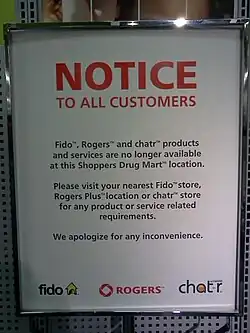 NOTICE
TO ALL CUSTOMERS
Fido™, Rogers™ and chatr™ products
and services are no longer available
at this Shoppers Drug Mart™ location.
Please visit your nearest Fido™ store,
Rogers Plus™ location or chatr™ store
for any product or service related
requirements.
We apologize for any inconvenience.
fido ROGERS™ chatr